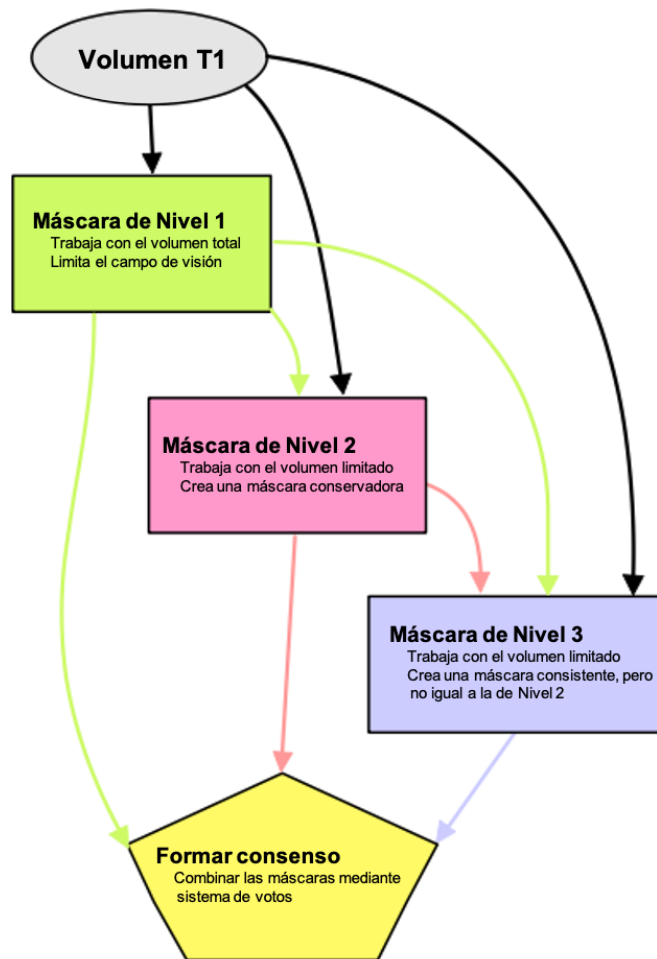 Volumen T1
Máscara de Nivel 1
Trabaja con el volumen total
Limita el campo de visión
Máscara de Nivel 2
Trabaja con el volumen limitado
Crea una máscara conservadora
Máscara de Nivel 3
Trabaja con el volumen limitado
Crea una máscara consistente, pero
no igual a la de Nivel 2
Formar consenso
Combinar las máscaras mediante
sistema de votos